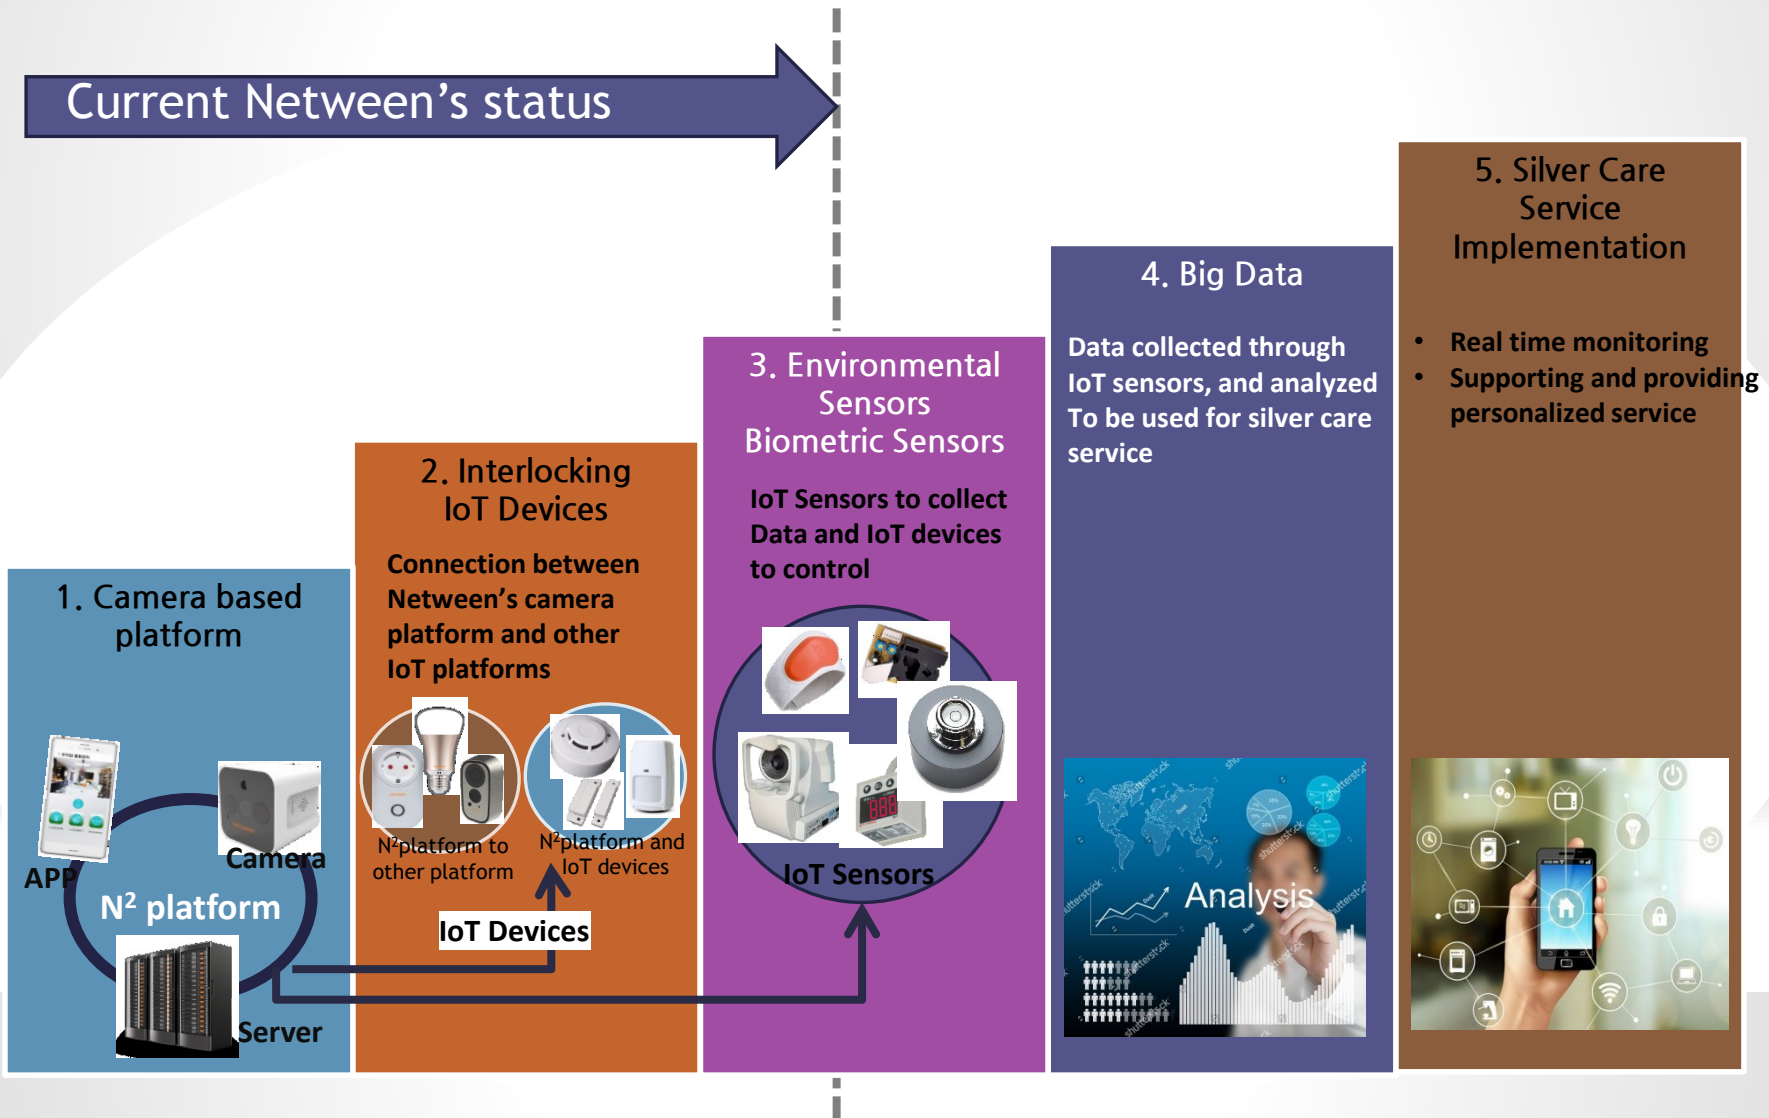 Current Netween’s status
1. Camera based
platform
APP
Camera
N² platform
Server
2. Interlocking
IoT Devices
Connection between
Netween’s camera
platform and other
IoT platforms
N²platform to
other platform
N²platform and
IoT devices
IoT Devices
3. Environmental
Sensors
Biometric Sensors
IoT Sensors to collect
Data and IoT devices
to control
IoT Sensors
4. Big Data
Data collected through
IoT sensors, and analyzed
To be used for silver care
service
Analysis
shutterstock
5. Silver Care
Service
Implementation
• Real time monitoring
• Supporting and providing
personalized service